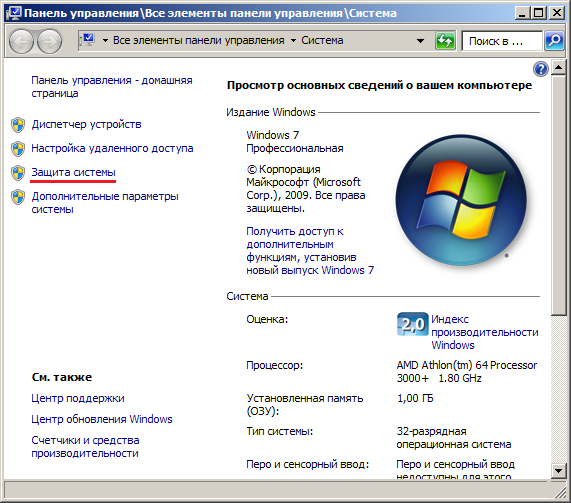 Панель управления\Все элементы панели управления\Система
Все элементы панели управления
Система
Поиск в ...
Панель управления - домашняя
страница
Диспетчер устройств
Настройка удаленного доступа
Защита системы
Дополнительные параметры
системы
См. также
Центр поддержки
Центр обновления Windows
Счетчики и средства
производительности
Просмотр основных сведений о вашем компьютере
Издание Windows
Windows 7
Профессиональная
© Корпорация
Майкрософт (Microsoft
Corp.), 2009. Все права
защищены.
Получить доступ к
дополнительным
функциям, установив
новый выпуск Windows 7
Система
Оценка:
2,0
Индекс
производительности
Windows
Процессор:
AMD Athlon(tm) 64 Processor
3000+ 1.80 GHz
Установленная память
(ОЗУ):
1,00 ГБ
Тип системы:
32-разрядная
операционная система
Перо и сенсорный ввод:
Перо и сенсорный ввод
недоступны для этого